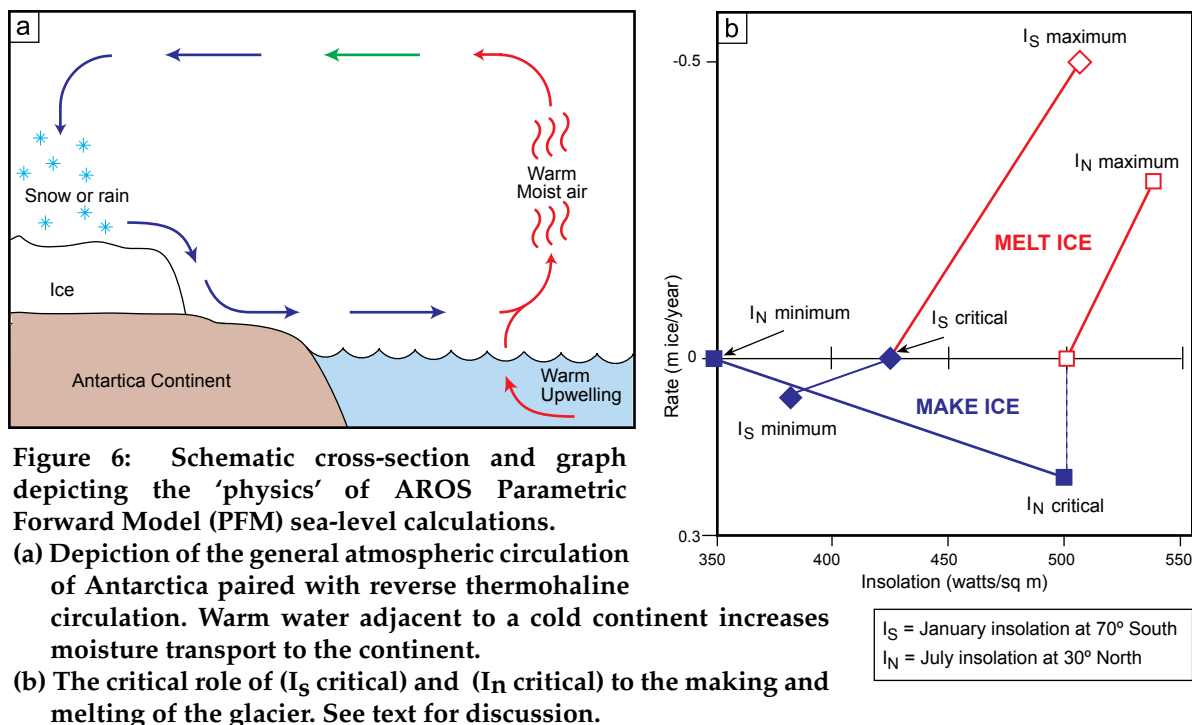 a
Snow or rain
Warm
Moist air
Ice
Antartica Continent
Warm
Upwelling
b
I_S maximum
-0.5
I_N maximum
MELT ICE
I_N minimum
I_S critical
0
MAKE ICE
I_S minimum
I_N critical
0.3
Rate (m ice/year)
350 400 450 500 550
Insolation (watts/sq m)
I_S = January insolation at 70º South
I_N = July insolation at 30º North
Figure 6: Schematic cross-section and graph
depicting the ‘physics’ of AROS Parametric
Forward Model (PFM) sea-level calculations.
(a) Depiction of the general atmospheric circulation
of Antarctica paired with reverse thermohaline
circulation. Warm water adjacent to a cold continent increases
moisture transport to the continent.
(b) The critical role of (I_s critical) and (I_n critical) to the making and
melting of the glacier. See text for discussion.